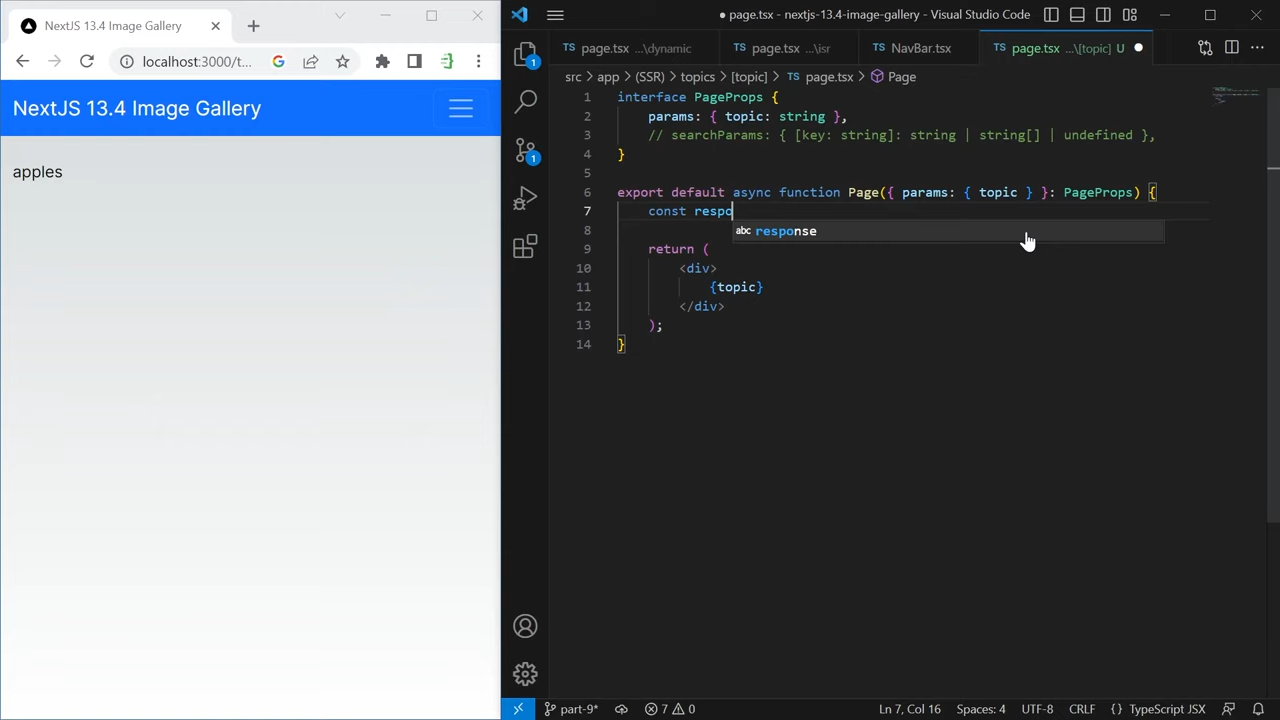 NextJS 13.4 Image Gallery
localhost:3000/t...
NextJS 13.4 Image Gallery
apples
page.tsx - nextjs-13.4-image-gallery - Visual Studio Code
page.tsx ...\dynamic
page.tsx ...\isr
NavBar.tsx
page.tsx ...\[topic] U
src > app > (SSR) > topics > [topic] > page.tsx > Page
1 interface PageProps {
2 params: { topic: string },
3 // searchParams: { [key: string]: string | string[] | undefined },
4 }
5
6 export default async function Page({ params: { topic } }: PageProps) {
7 const respo
abc response
8
9 return (
10 <div>
11 {topic}
12 </div>
13 );
14 }
1
1
part-9*
7
0
Ln 7, Col 16
Spaces: 4
UTF-8
CRLF
{ } TypeScript JSX